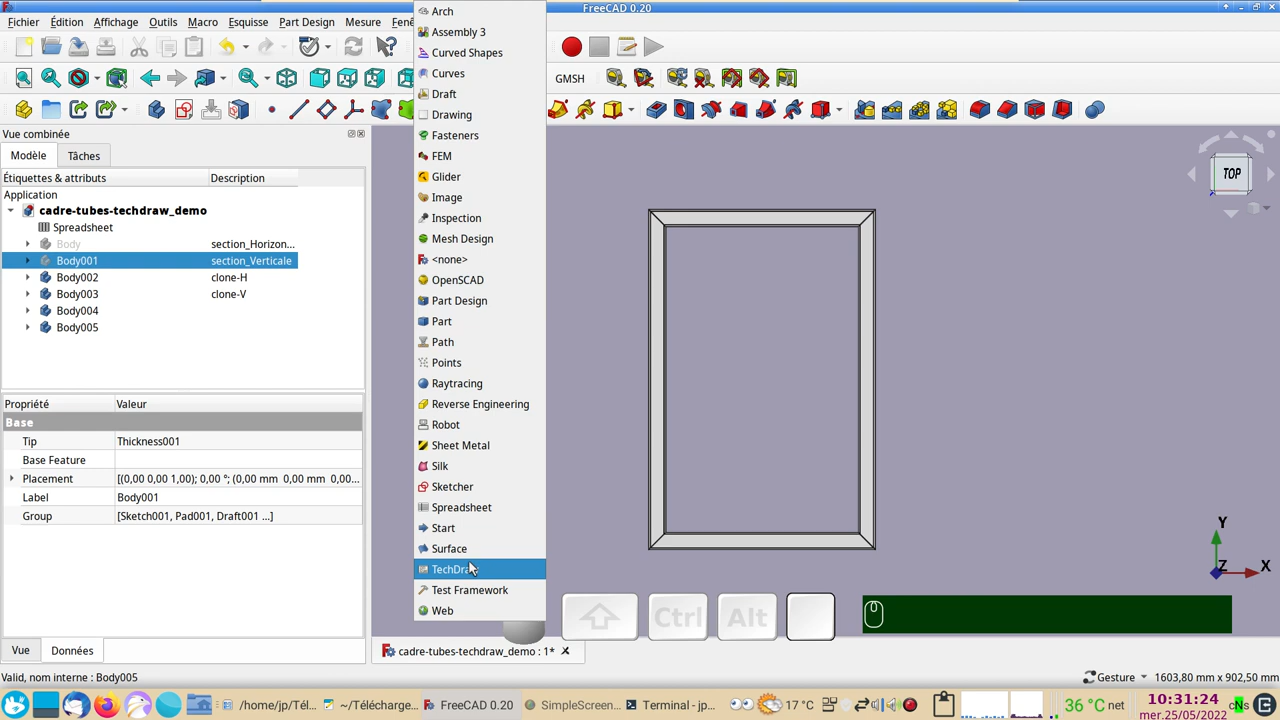 FreeCAD 0.20
Fichier Édition Affichage Outils Macro Esquisse Part Design Mesure Fenê
Arch
Assembly 3
Curved Shapes
Curves
Draft
Drawing
Fasteners
FEM
Glider
Image
Inspection
Mesh Design
<none>
OpenSCAD
Part Design
Part
Path
Points
Raytracing
Reverse Engineering
Robot
Sheet Metal
Silk
Sketcher
Spreadsheet
Start
Surface
TechDraw
Test Framework
Web
GMSH
Vue combinée
Modèle Tâches
Étiquettes & attributs Description
Application
cadre-tubes-techdraw_demo
Spreadsheet
Body section_Horizon...
Body001 section_Verticale
Body002 clone-H
Body003 clone-V
Body004
Body005
Propriété Valeur
Base
Tip Thickness001
Base Feature
Placement [(0,00 0,00 1,00); 0,00 °; (0,00 mm 0,00 mm 0,00...
Label Body001
Group [Sketch001, Pad001, Draft001 ...]
TOP
Y
Z X
Ctrl Alt
Vue Données
cadre-tubes-techdraw_demo : 1*
Valid, nom interne : Body005
Gesture 1603,80 mm x 902,50 mm
/home/jp/Tél... ~/Télécharge... FreeCAD 0.20 SimpleScreen... Terminal - jp... 17 °C 36 °C
10:31:24
mer.25/05/2022